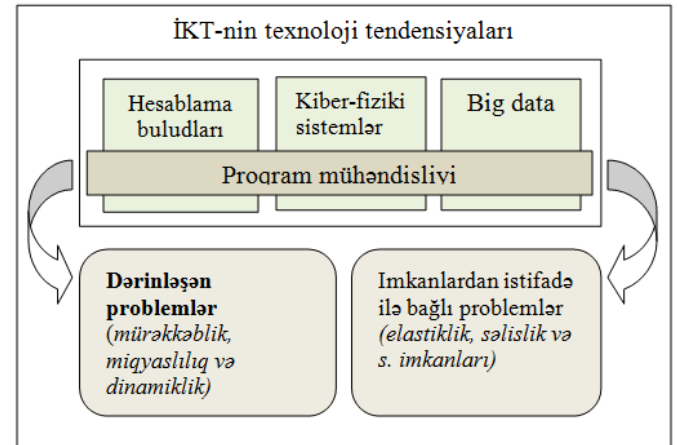 İKT-nin texnoloji tendensiyaları
Hesablama
buludları
Kiber-fiziki
sistemlər
Big data
Proqram mühəndisliyi
Dərinləşən
problemlər
(mürəkkəblik,
miqyaslılıq və
dinamiklik)
Imkanlardan istifadə
ilə bağlı problemlər
(elastiklik, səlislik və
s. imkanları)